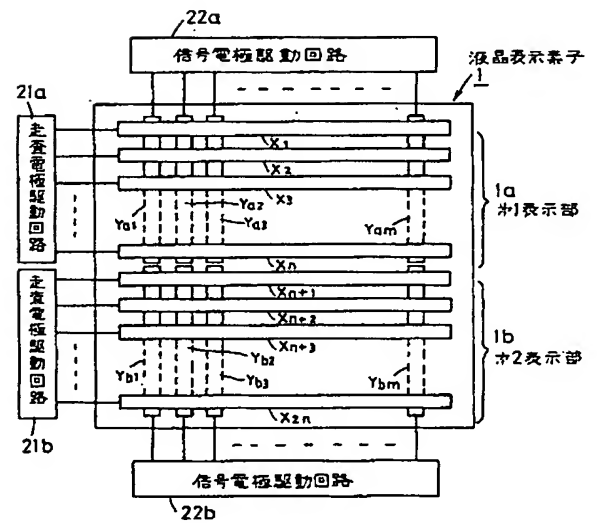 22a
信号電極駆動回路
液晶表示素子
1
21a
走査電極駆動回路
X1
X2
X3
Ya1
Ya2
Ya3
Yam
Xn
1a
オ1表示部
Xn+1
Xn+2
Xn+3
走査電極駆動回路
Yb1
Yb2
Yb3
Ybm
X2n
1b
オ2表示部
21b
信号電極駆動回路
22b